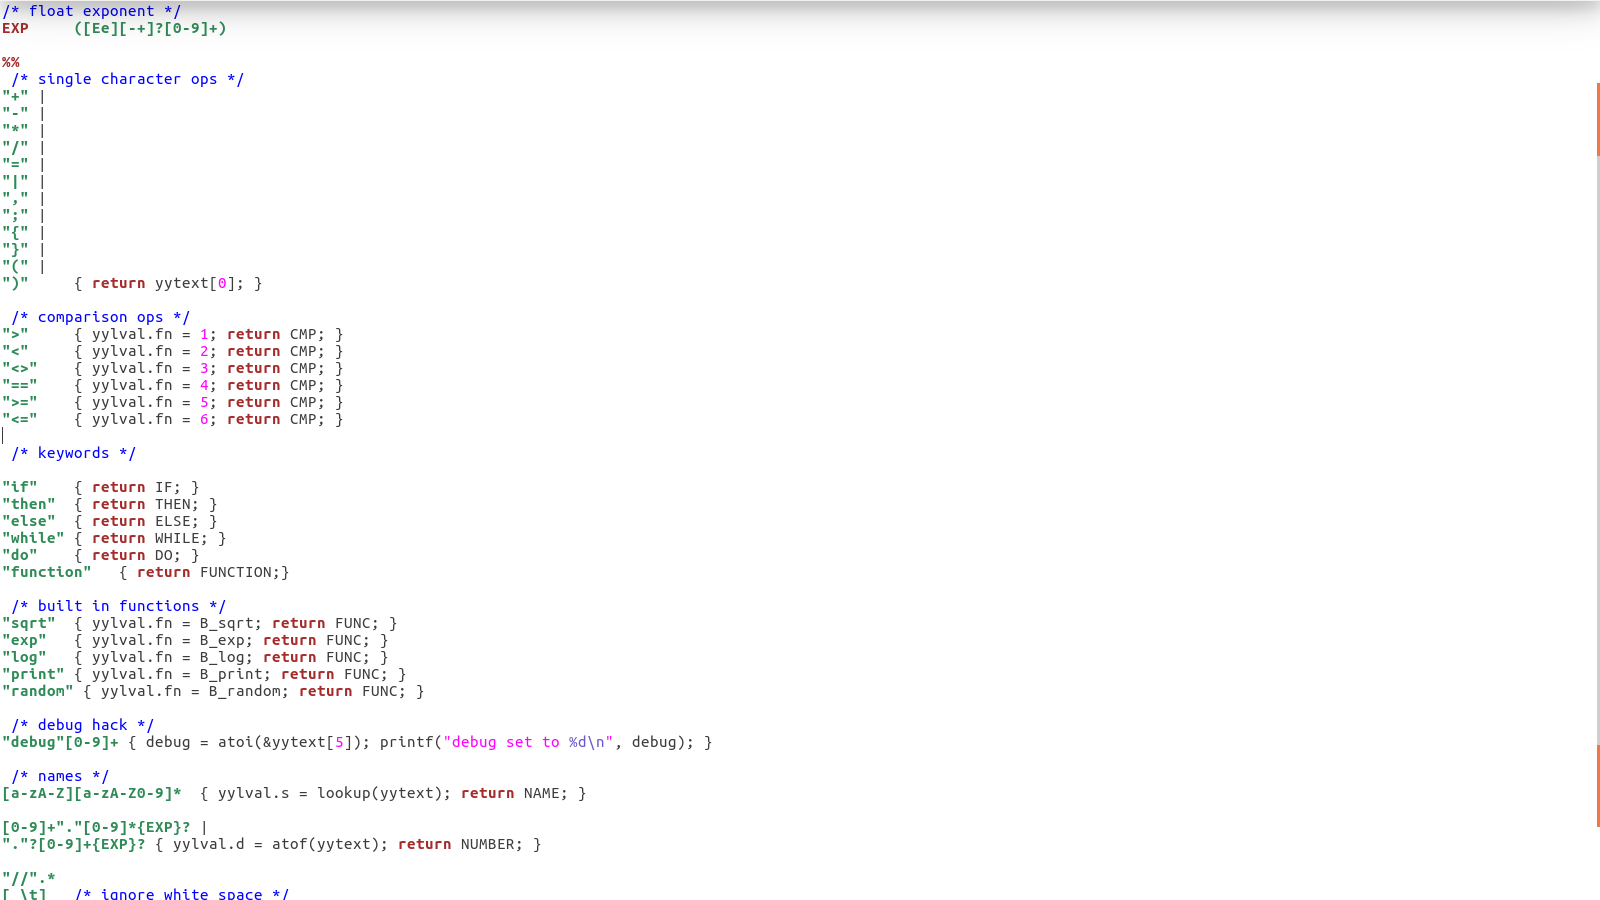 /* float exponent */
EXP     ([Ee][-+]?[0-9]+)
%%
 /* single character ops */
"+" |
"-" |
"*" |
"/" |
"=" |
"|" |
"," |
";" |
"{" |
"}" |
"(" |
")"     { return yytext[0]; }
 /* comparison ops */
">"     { yylval.fn = 1; return CMP; }
"<"     { yylval.fn = 2; return CMP; }
"<>"    { yylval.fn = 3; return CMP; }
"=="    { yylval.fn = 4; return CMP; }
">="    { yylval.fn = 5; return CMP; }
"<="    { yylval.fn = 6; return CMP; }
 /* keywords */
"if"    { return IF; }
"then"  { return THEN; }
"else"  { return ELSE; }
"while" { return WHILE; }
"do"    { return DO; }
"function"   { return FUNCTION;}
 /* built in functions */
"sqrt"  { yylval.fn = B_sqrt; return FUNC; }
"exp"   { yylval.fn = B_exp; return FUNC; }
"log"   { yylval.fn = B_log; return FUNC; }
"print" { yylval.fn = B_print; return FUNC; }
"random" { yylval.fn = B_random; return FUNC; }
 /* debug hack */
"debug"[0-9]+ { debug = atoi(&yytext[5]); printf("debug set to %d\n", debug); }
 /* names */
[a-zA-Z][a-zA-Z0-9]*  { yylval.s = lookup(yytext); return NAME; }
[0-9]+"."[0-9]*{EXP}? |
"."?[0-9]+{EXP}? { yylval.d = atof(yytext); return NUMBER; }
"//".*
[ \t]   /* ignore white space */